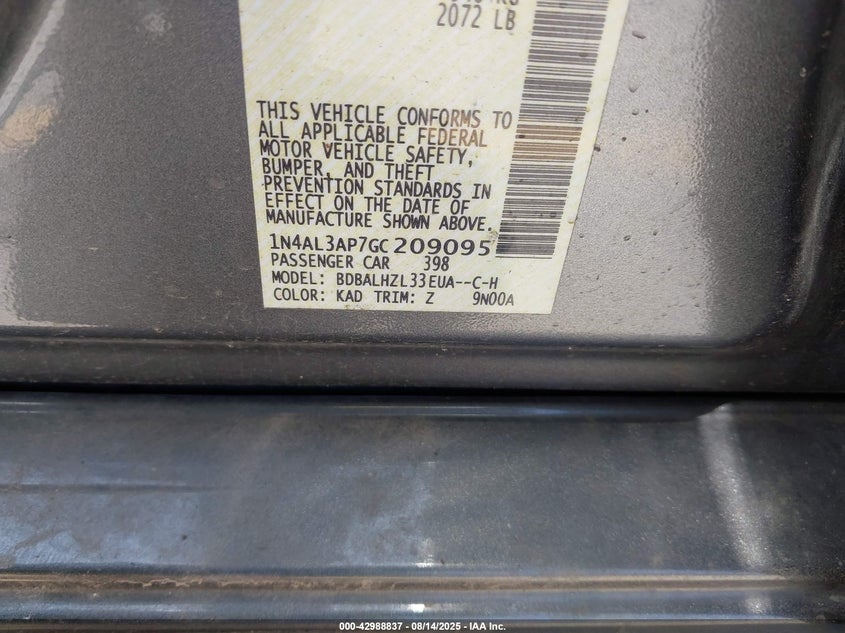 2072 LB
THIS VEHICLE CONFORMS TO
ALL APPLICABLE FEDERAL
MOTOR VEHICLE SAFETY,
BUMPER, AND THEFT
PREVENTION STANDARDS IN
EFFECT ON THE DATE OF
MANUFACTURE SHOWN ABOVE.
1N4AL3AP7GC209095
PASSENGER CAR 398
MODEL: BDBALHZL33EUA--C-H
COLOR: KAD TRIM: Z 9N00A
000-42988837 - 08/14/2025 - IAA Inc.